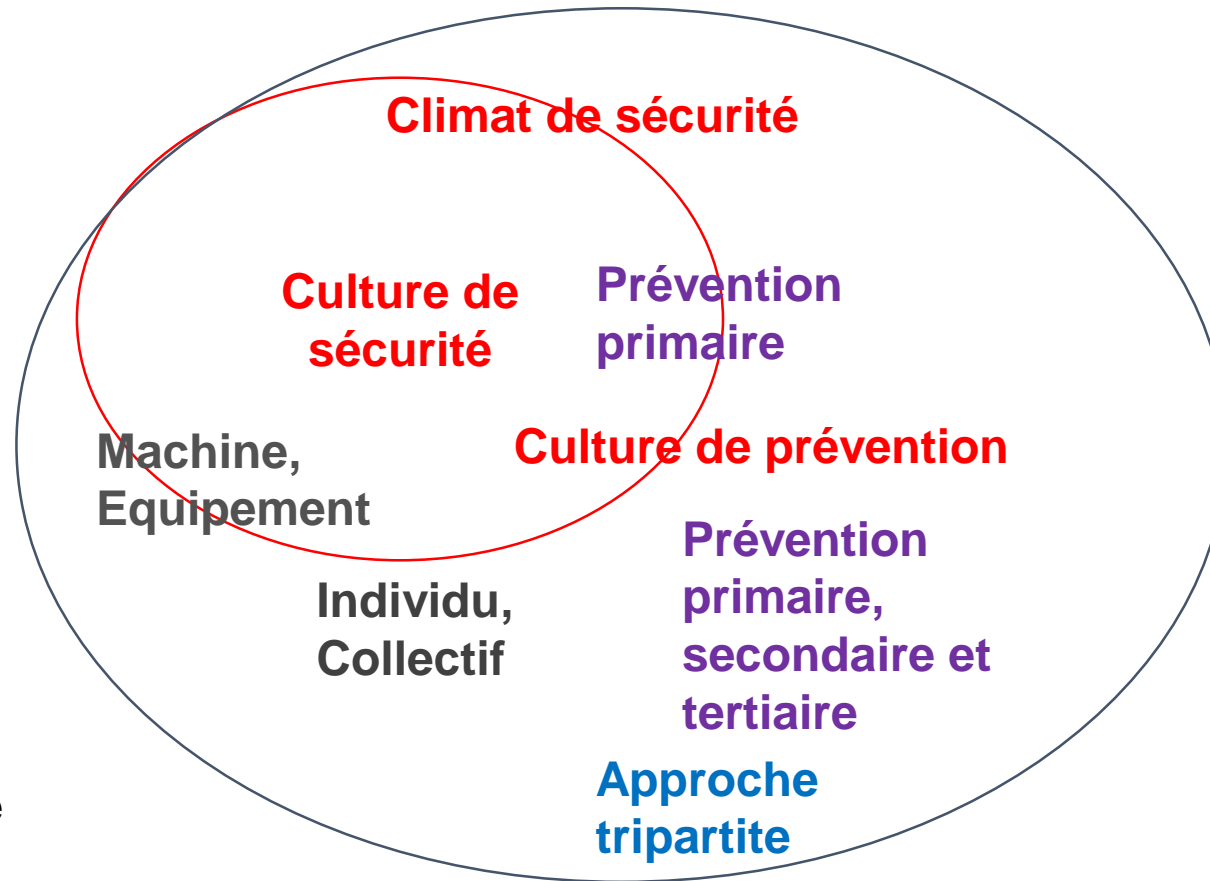 Climat de sécurité
Culture de
sécurité
Prévention
primaire
Machine,
Equipement
Culture de prévention
Individu,
Collectif
Prévention
primaire,
secondaire et
tertiaire
Approche
tripartite